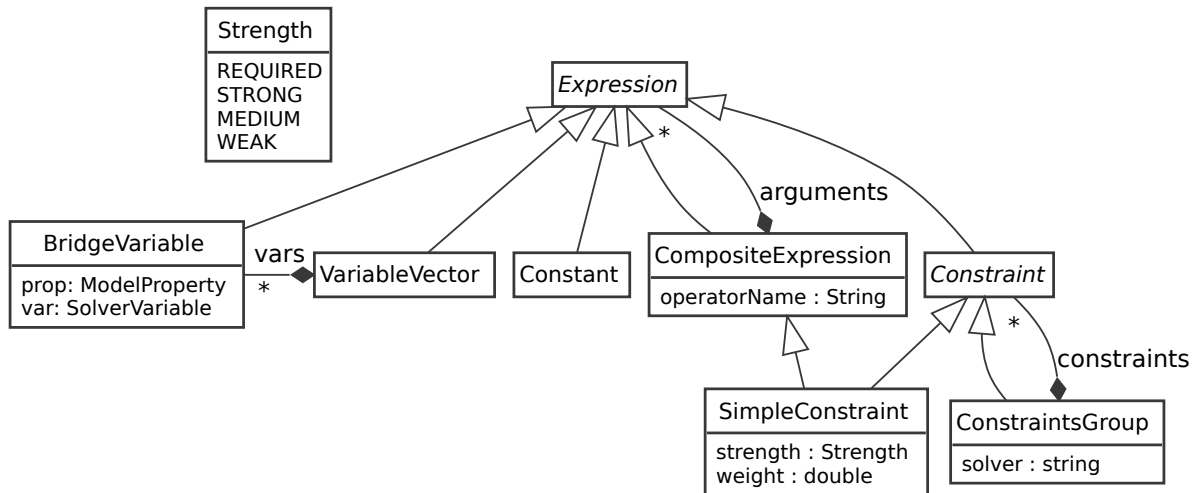 Strength
REQUIRED
STRONG
MEDIUM
WEAK
Expression
*
arguments
BridgeVariable
prop: ModelProperty
var: SolverVariable
vars
*
VariableVector
Constant
CompositeExpression
operatorName : String
Constraint
*
constraints
SimpleConstraint
strength : Strength
weight : double
ConstraintsGroup
solver : string